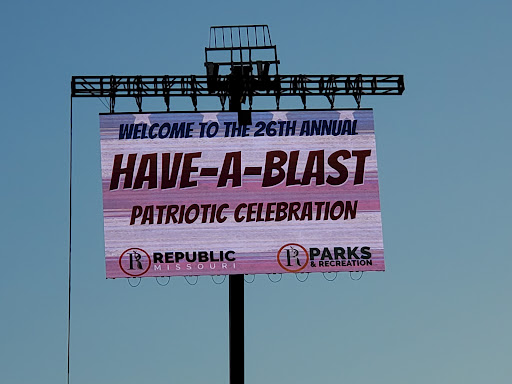 WELCOME TO THE 26TH ANNUAL
HAVE-A-BLAST
PATRIOTIC CELEBRATION
R REPUBLIC
MISSOURI
R PARKS
& RECREATION